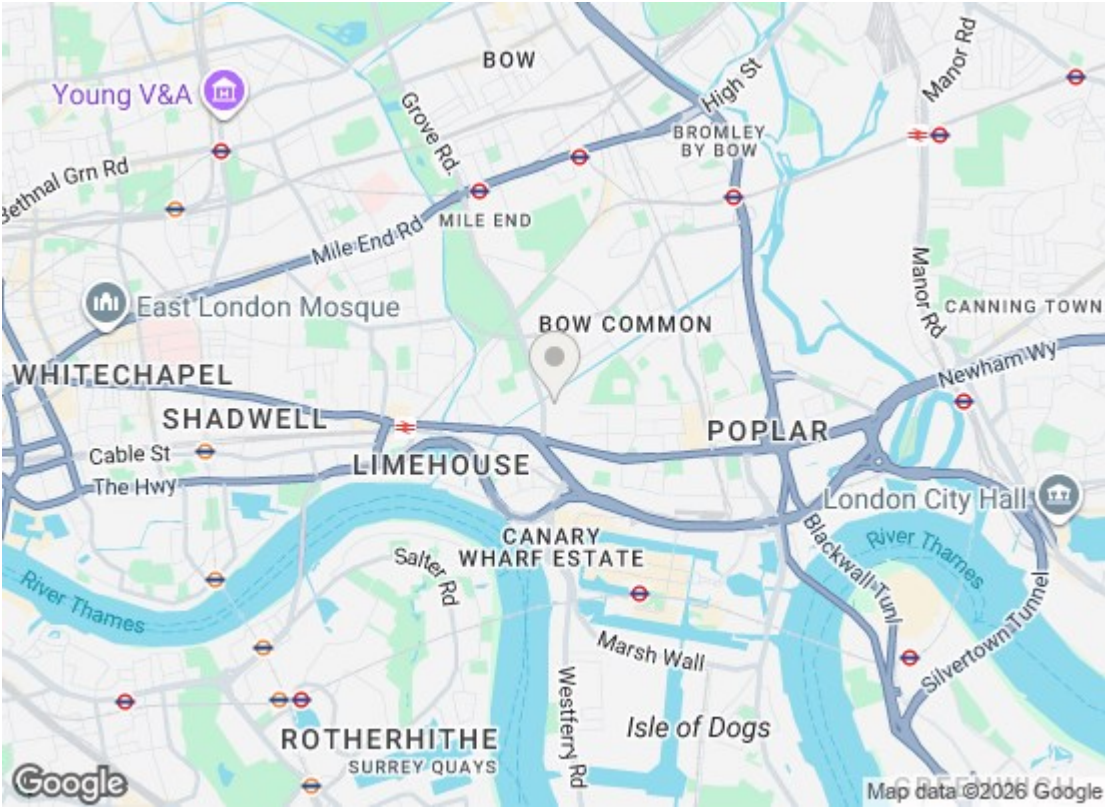 BOW
High St
Manor Rd
Young V&A
Grove Rd.
BROMLEY
BY BOW
Bethnal Grn Rd
MILE END
Mile End Rd
Manor Rd
East London Mosque
CANNING TOWN
BOW COMMON
Newham Wy
WHITECHAPEL
SHADWELL
POPLAR
Cable St
LIMEHOUSE
The Hwy
London City Hall
CANARY
WHARF ESTATE
Blackwall Tunl
River Thames
Salter Rd
River Thames
Silvertown Tunnel
Marsh Wall
Westferry Rd
Isle of Dogs
ROTHERHITHE
SURREY QUAYS
Google
GREENWICH
Map data ©2026 Google